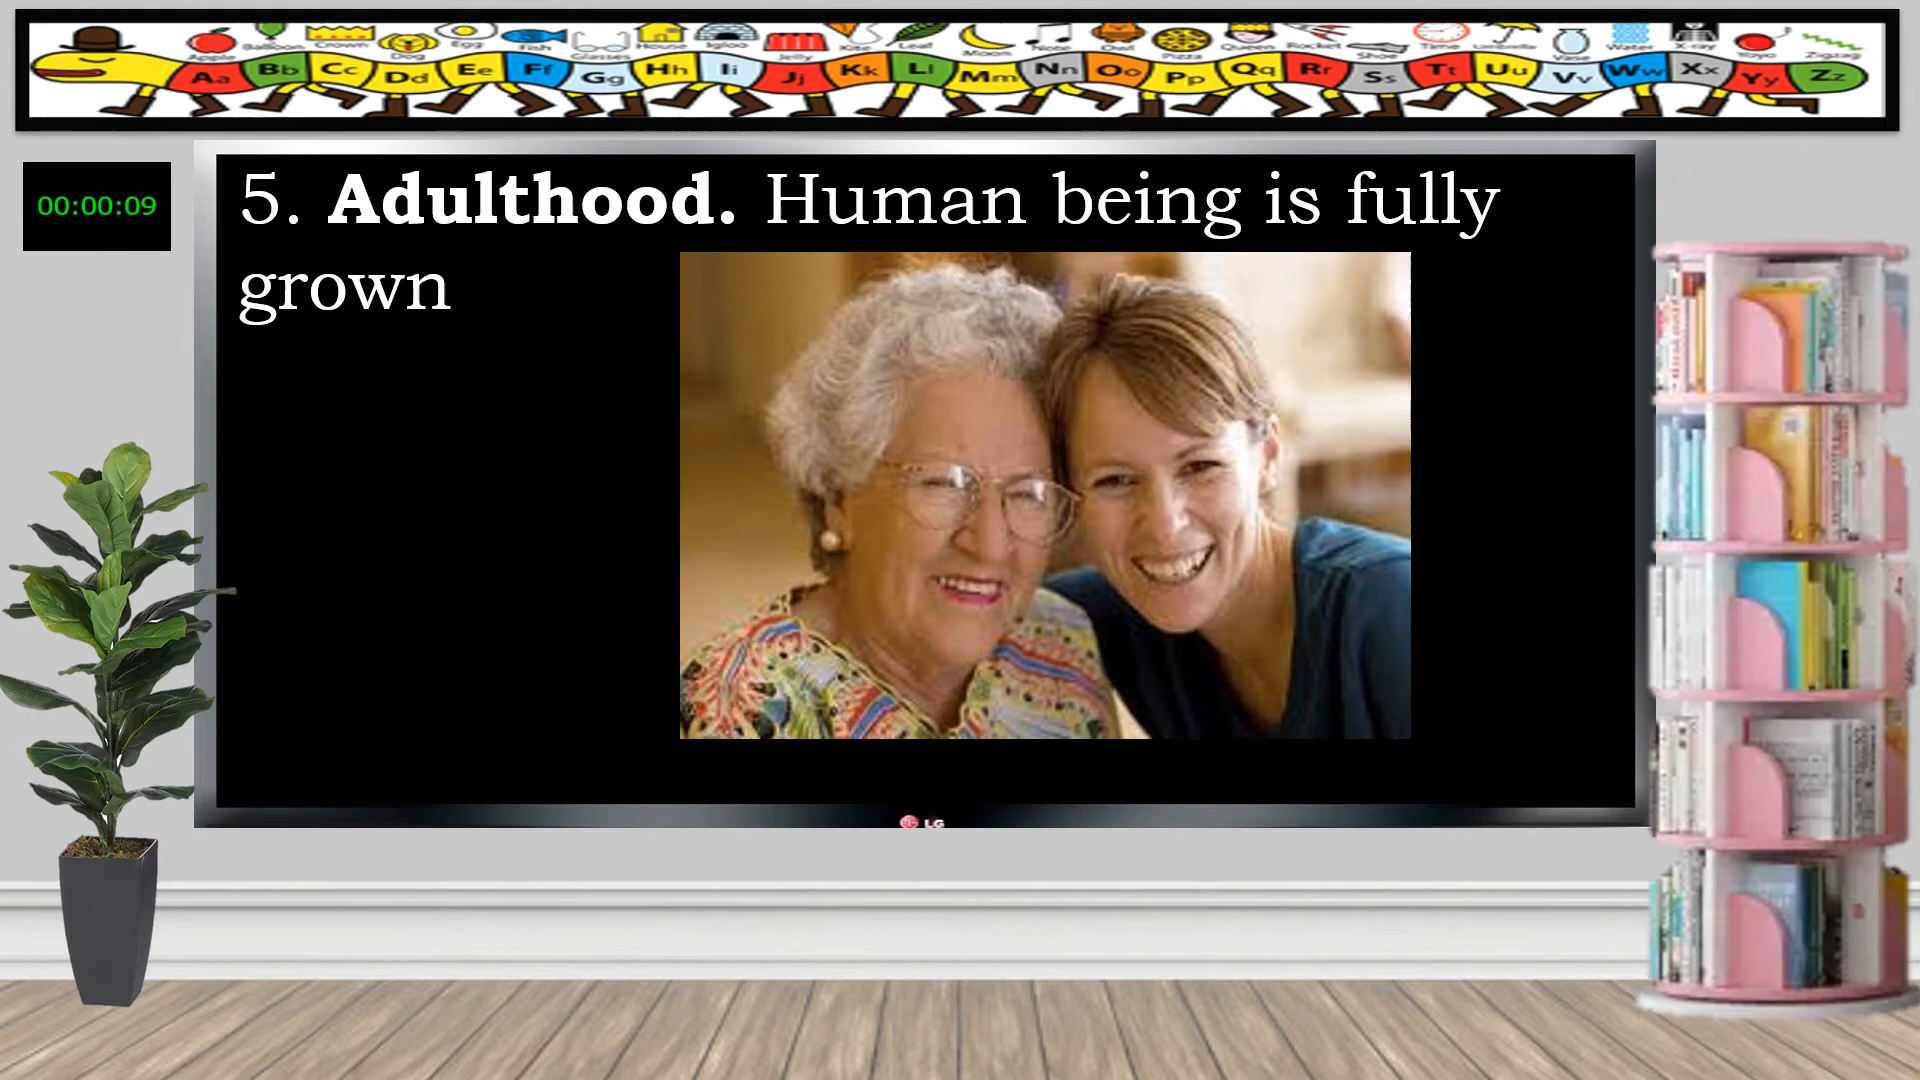 Apple Balloon Crown Dog Egg Fish Glasses House Igloo Jelly Kite Leaf Moon Note Owl Pizza Queen Rocket Shoe Time Umbrella Vase Water X-ray Yoyo Zigzag
Aa Bb Cc Dd Ee Ff Gg Hh Ii Jj Kk Ll Mm Nn Oo Pp Qq Rr Ss Tt Uu Vv Ww Xx Yy Zz
00:00:09
5. Adulthood. Human being is fully
grown
LG